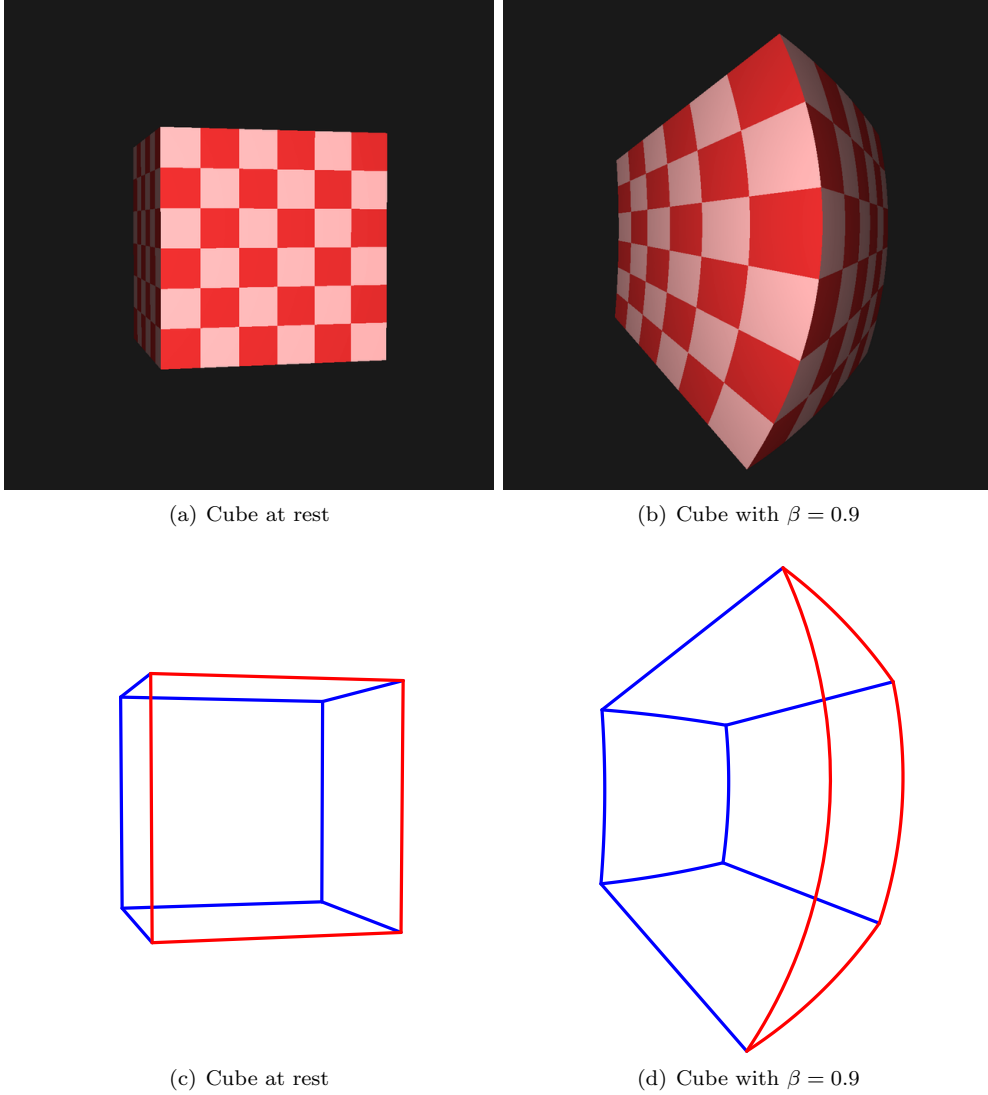 (a) Cube at rest
(b) Cube with β = 0.9
(c) Cube at rest
(d) Cube with β = 0.9